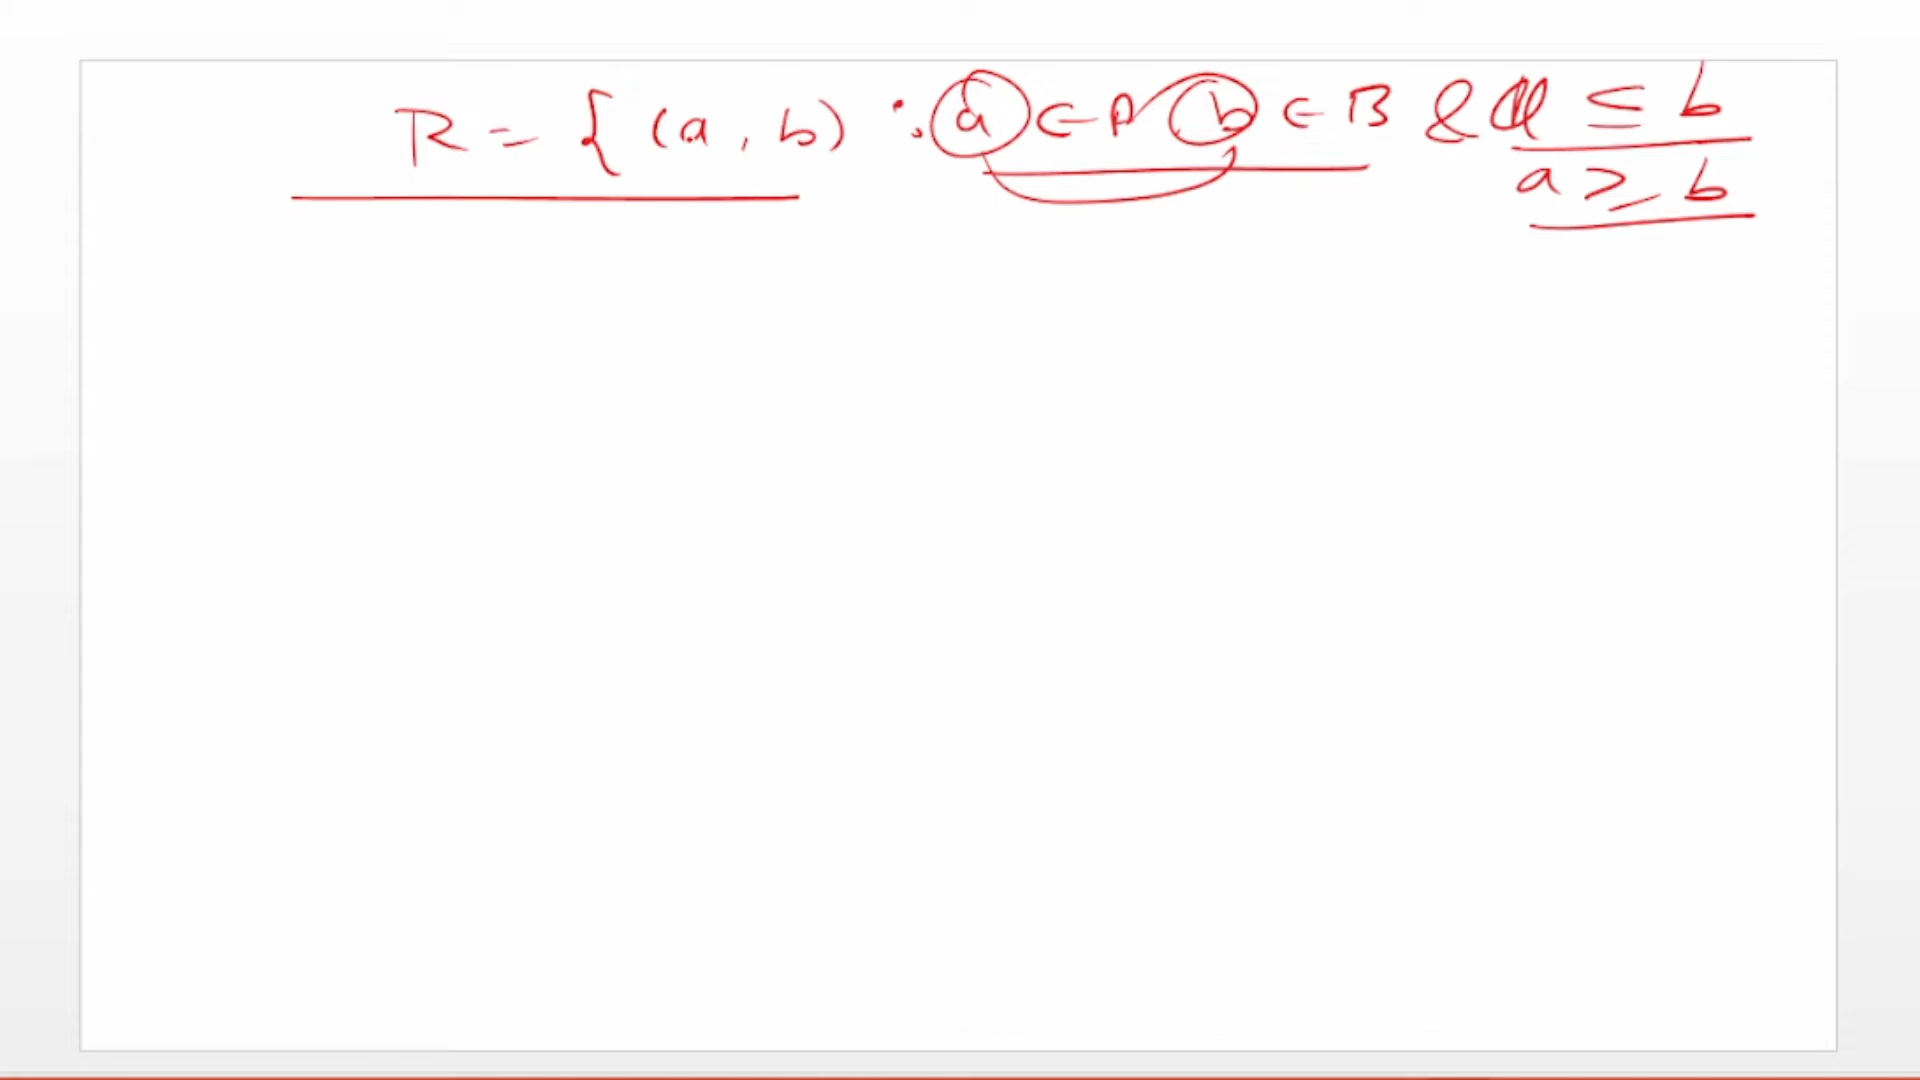 R = { (a, b) : a ∈ A b ∈ B & a ≤ b
a ≥ b